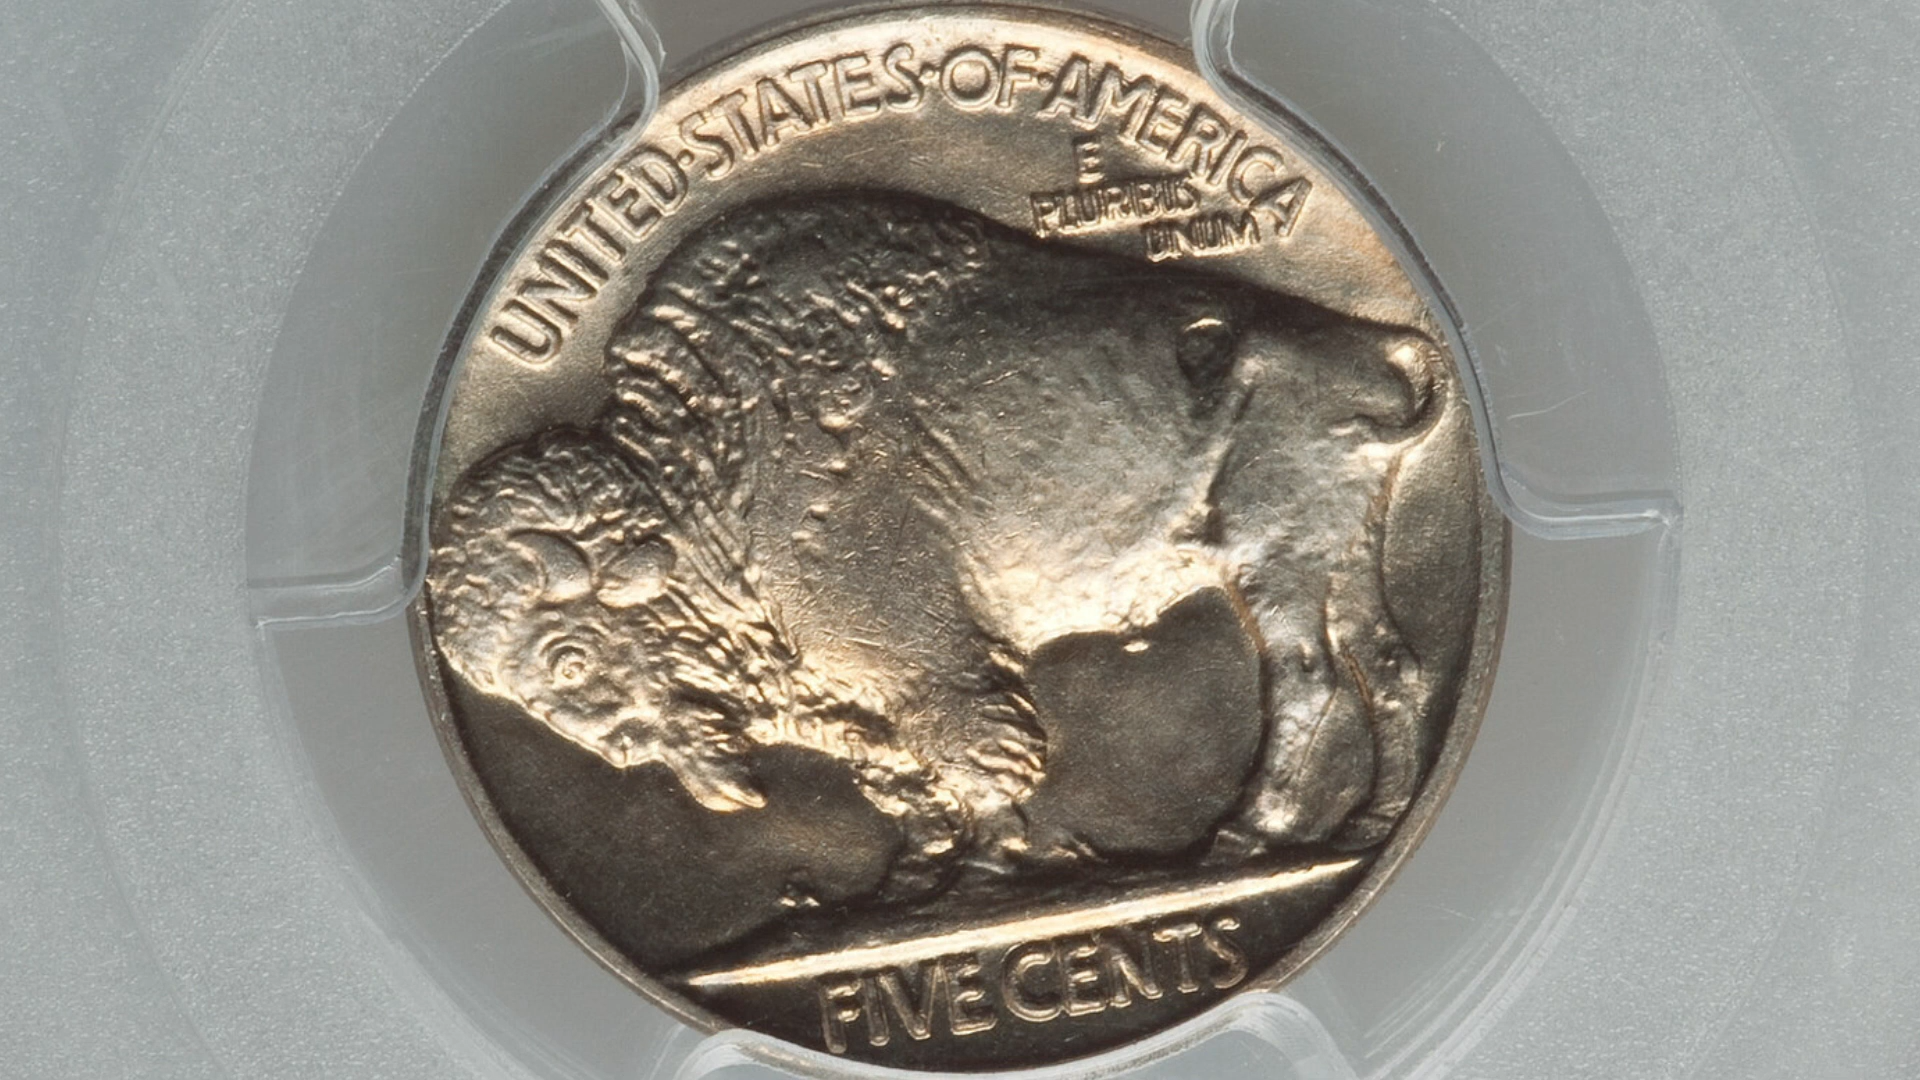 UNITED·STATES·OF·AMERICA
E
PLURIBUS
UNUM
FIVE CENTS